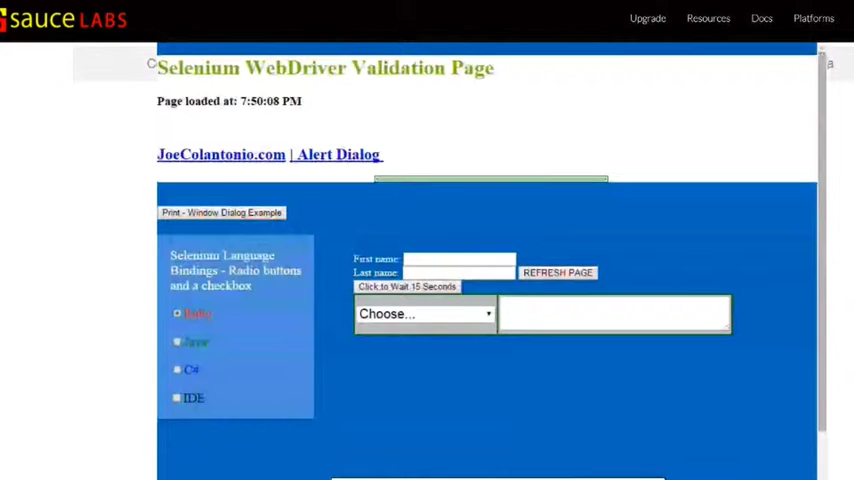 sauce LABS
Upgrade Resources Docs Platforms
Selenium WebDriver Validation Page
Page loaded at: 7:50:08 PM
JoeColantonio.com | Alert Dialog
Print - Window Dialog Example
Selenium Language
Bindings - Radio buttons
and a checkbox
Ruby
Java
C#
IDE
First name:
Last name: REFRESH PAGE
Click to Wait 15 Seconds
Choose...